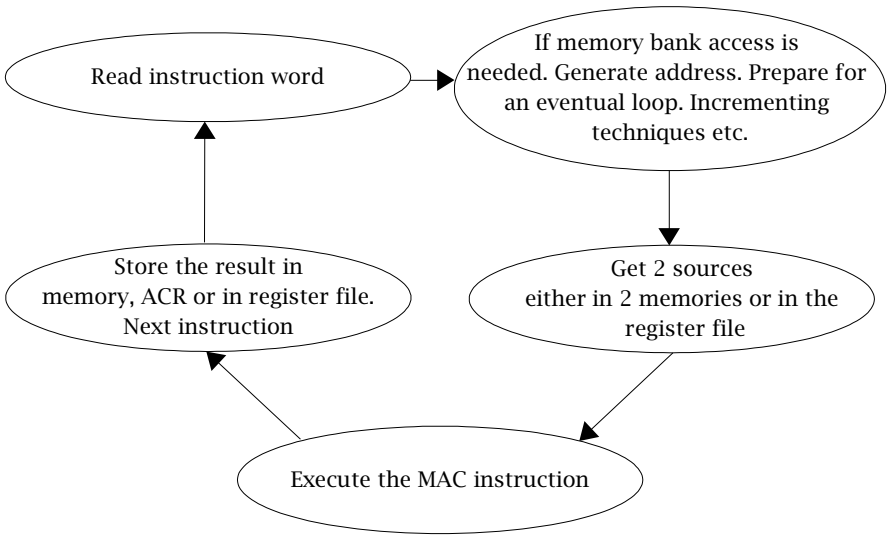 Read instruction word
If memory bank access is
needed. Generate address. Prepare for
an eventual loop. Incrementing
techniques etc.
Get 2 sources
either in 2 memories or in the
register file
Execute the MAC instruction
Store the result in
memory, ACR or in register file.
Next instruction